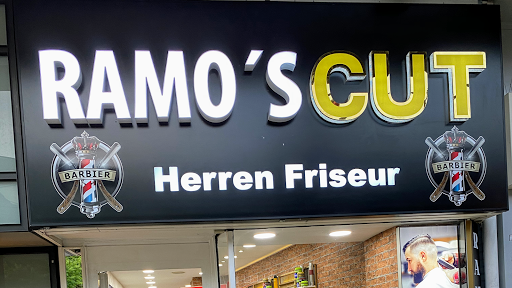 RAMO´S CUT
BARBIER
Herren Friseur
BARBIER